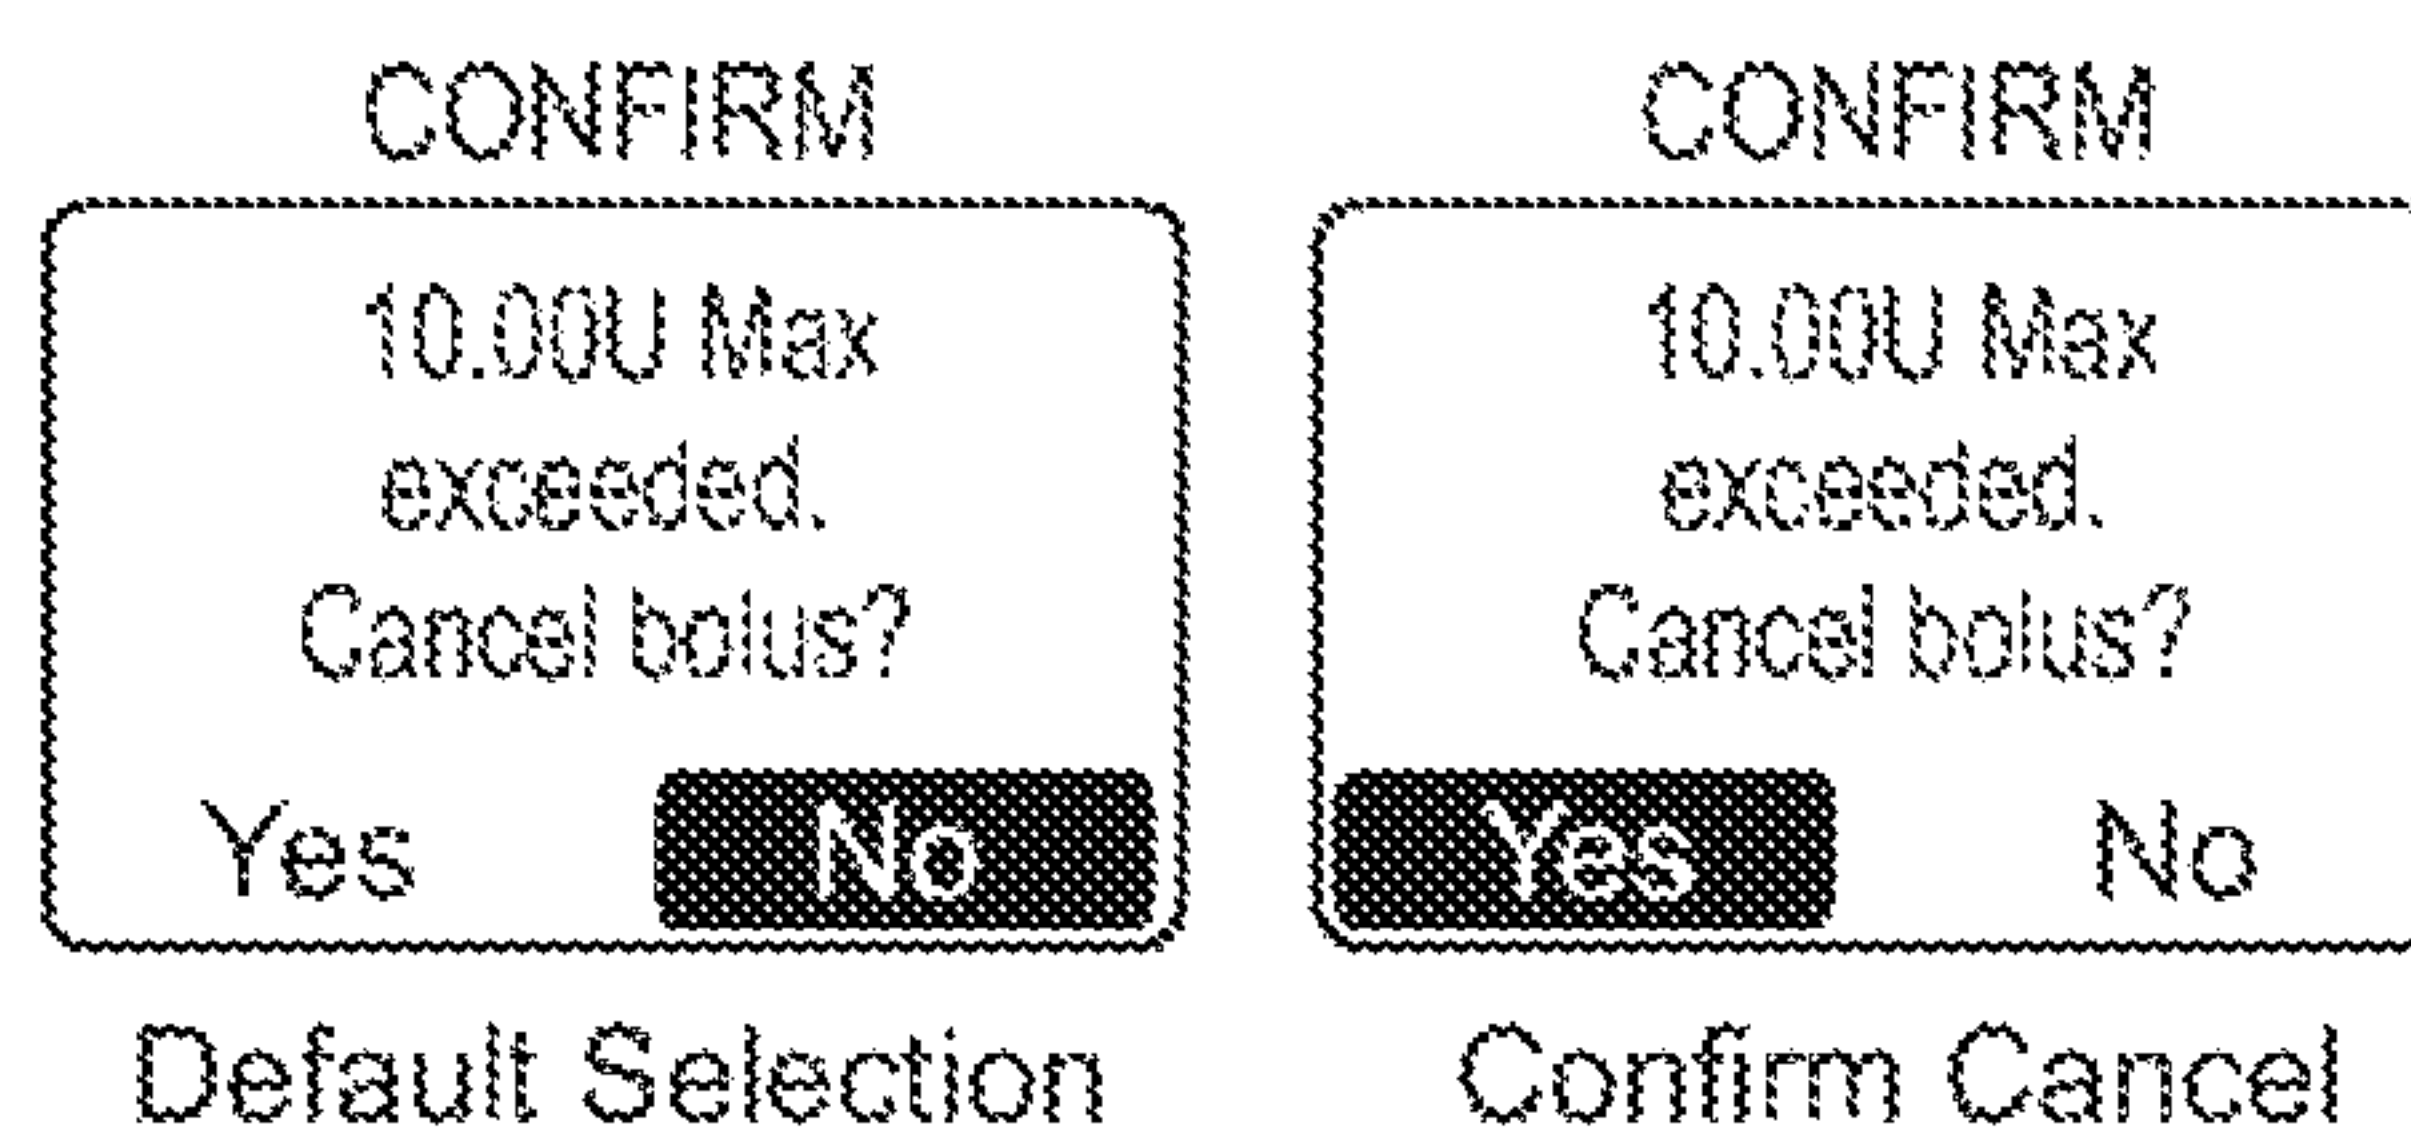 CONFIRM
10.00U Max
exceeded.
Cancel bolus?
Yes No
Default Selection
CONFIRM
10.00U Max
exceeded.
Cancel bolus?
Yes No
Confirm Cancel